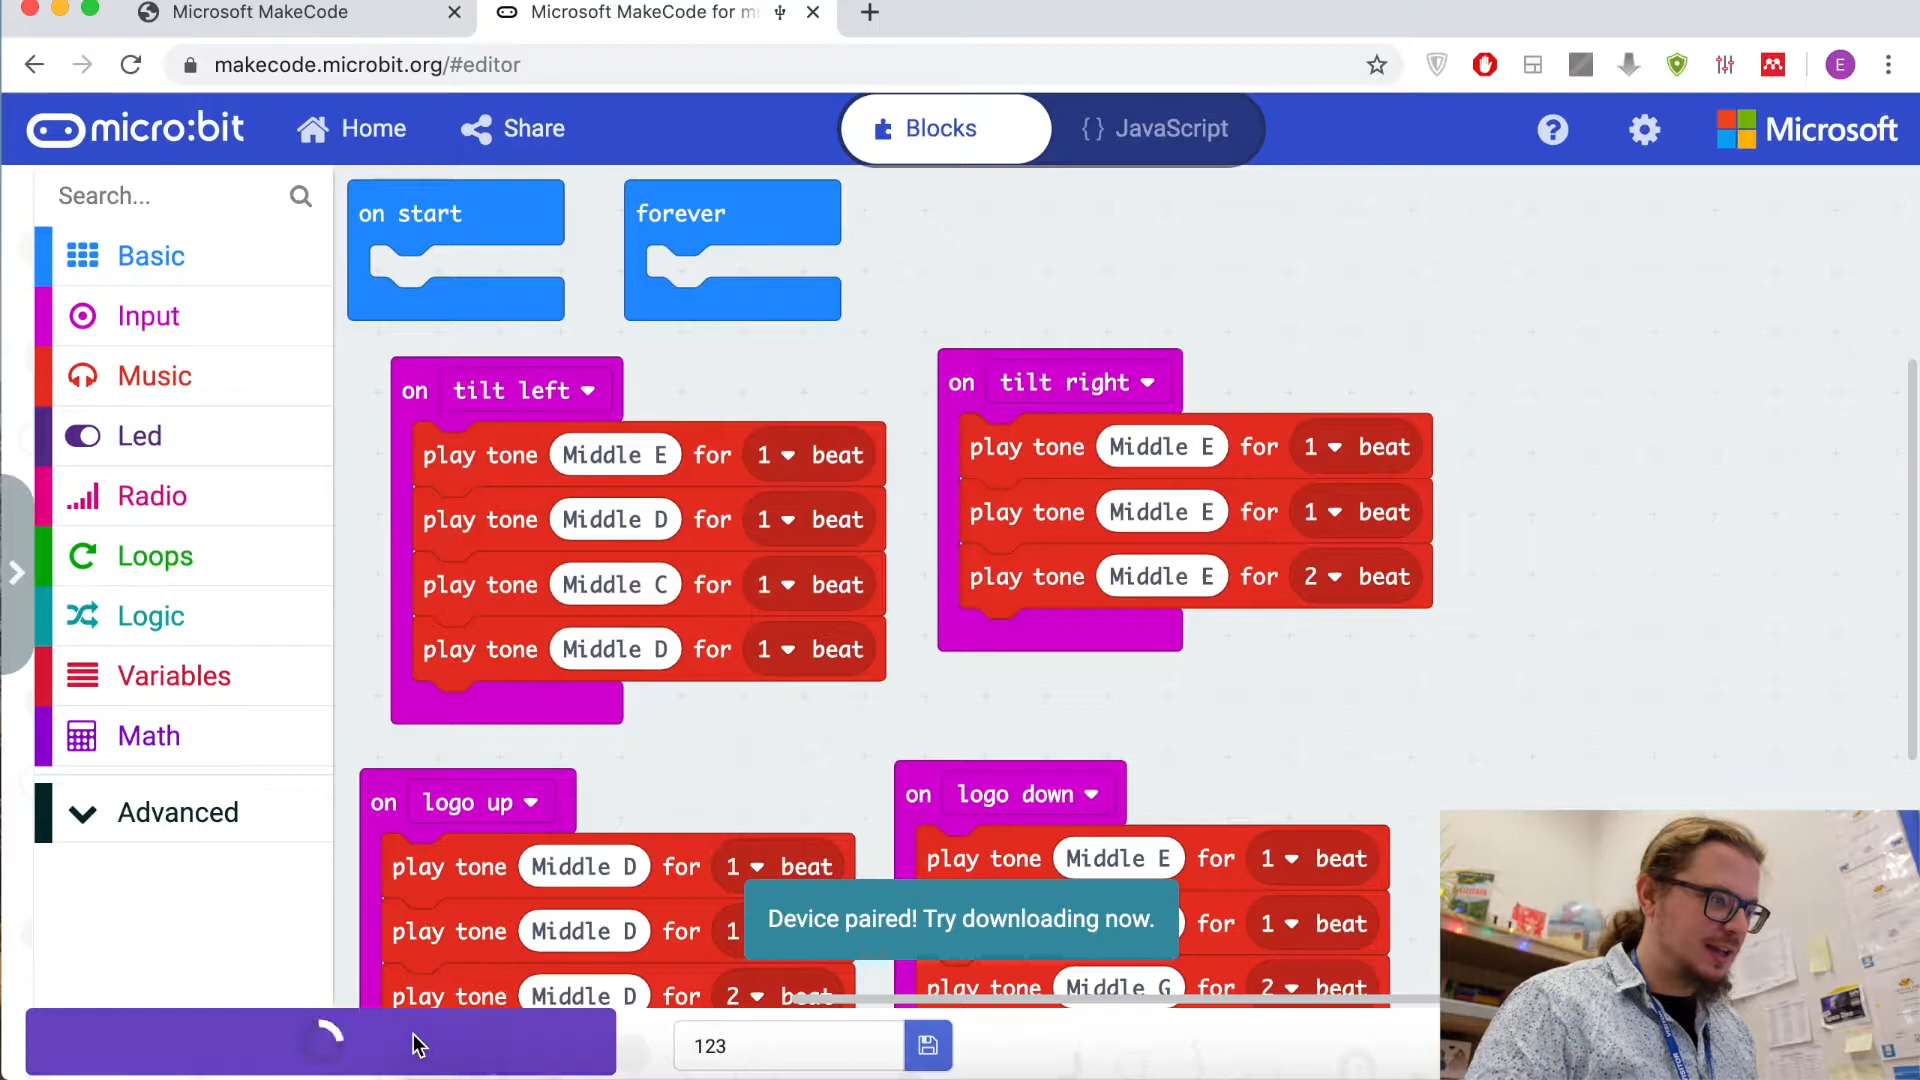 Microsoft MakeCode
Microsoft MakeCode for mi
makecode.microbit.org/#editor
E
micro:bit
Home
Share
Blocks
{ } JavaScript
?
Microsoft
Search...
Basic
Input
Music
Led
Radio
Loops
Logic
Variables
Math
Advanced
on start
forever
on tilt left
play tone Middle E for 1 beat
play tone Middle D for 1 beat
play tone Middle C for 1 beat
play tone Middle D for 1 beat
on tilt right
play tone Middle E for 1 beat
play tone Middle E for 1 beat
play tone Middle E for 2 beat
on logo up
play tone Middle D for 1 beat
play tone Middle D for 1
play tone Middle D for 2 beat
on logo down
play tone Middle E for 1 beat
for 1 beat
play tone Middle G for 2 beat
Device paired! Try downloading now.
123
VISITOR